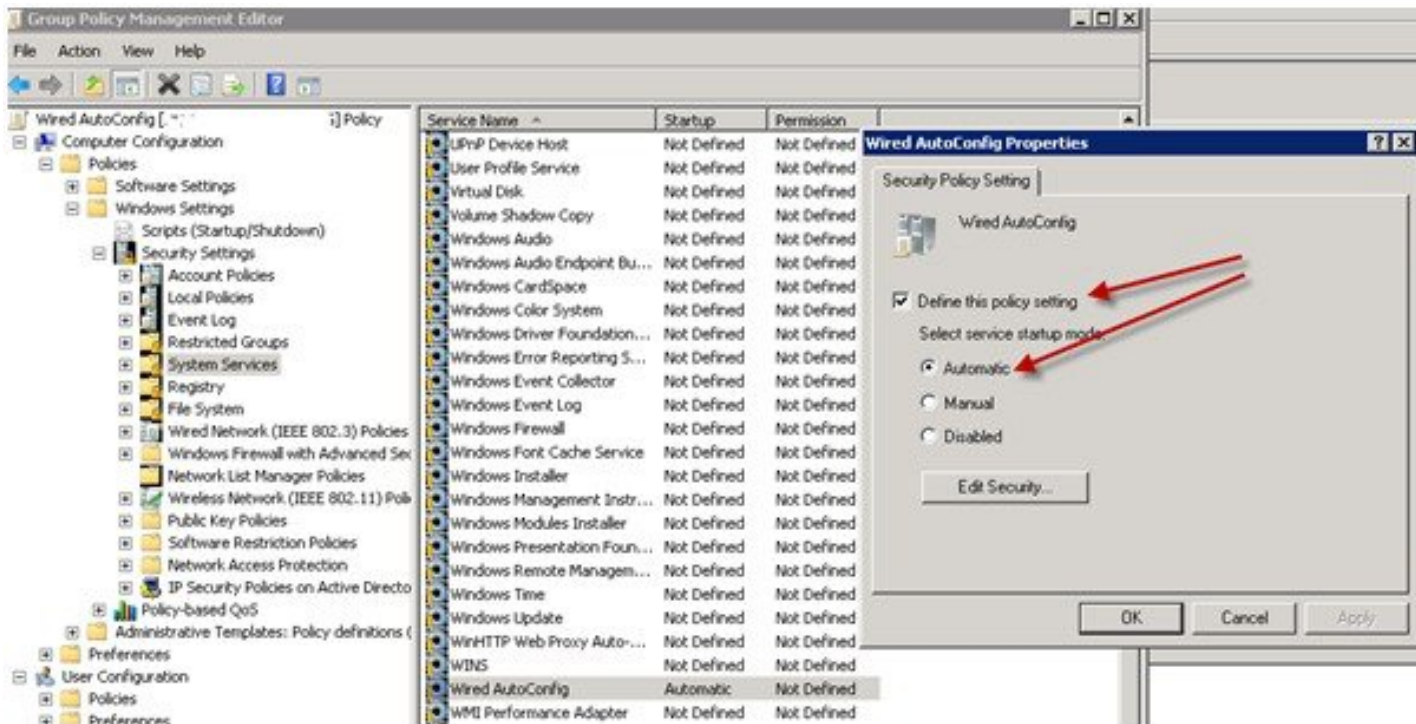 Group Policy Management Editor
File Action View Help
Wired AutoConfig [ ] Policy
Computer Configuration
Policies
Software Settings
Windows Settings
Scripts (Startup/Shutdown)
Security Settings
Account Policies
Local Policies
Event Log
Restricted Groups
System Services
Registry
File System
Wired Network (IEEE 802.3) Policies
Windows Firewall with Advanced Sec
Network List Manager Policies
Wireless Network (IEEE 802.11) Poli
Public Key Policies
Software Restriction Policies
Network Access Protection
IP Security Policies on Active Directo
Policy-based QoS
Administrative Templates: Policy definitions (
Preferences
User Configuration
Policies
Preferences
Service Name Startup Permission
UPnP Device Host Not Defined Not Defined
User Profile Service Not Defined Not Defined
Virtual Disk Not Defined Not Defined
Volume Shadow Copy Not Defined Not Defined
Windows Audio Not Defined Not Defined
Windows Audio Endpoint Bu... Not Defined Not Defined
Windows CardSpace Not Defined Not Defined
Windows Color System Not Defined Not Defined
Windows Driver Foundation... Not Defined Not Defined
Windows Error Reporting S... Not Defined Not Defined
Windows Event Collector Not Defined Not Defined
Windows Event Log Not Defined Not Defined
Windows Firewall Not Defined Not Defined
Windows Font Cache Service Not Defined Not Defined
Windows Installer Not Defined Not Defined
Windows Management Instr... Not Defined Not Defined
Windows Modules Installer Not Defined Not Defined
Windows Presentation Foun... Not Defined Not Defined
Windows Remote Managem... Not Defined Not Defined
Windows Time Not Defined Not Defined
Windows Update Not Defined Not Defined
WinHTTP Web Proxy Auto-... Not Defined Not Defined
WINS Not Defined Not Defined
Wired AutoConfig Automatic Not Defined
WMI Performance Adapter Not Defined Not Defined
Wired AutoConfig Properties
Security Policy Setting
Wired AutoConfig
Define this policy setting
Select service startup mode:
Automatic
Manual
Disabled
Edit Security...
OK Cancel Apply